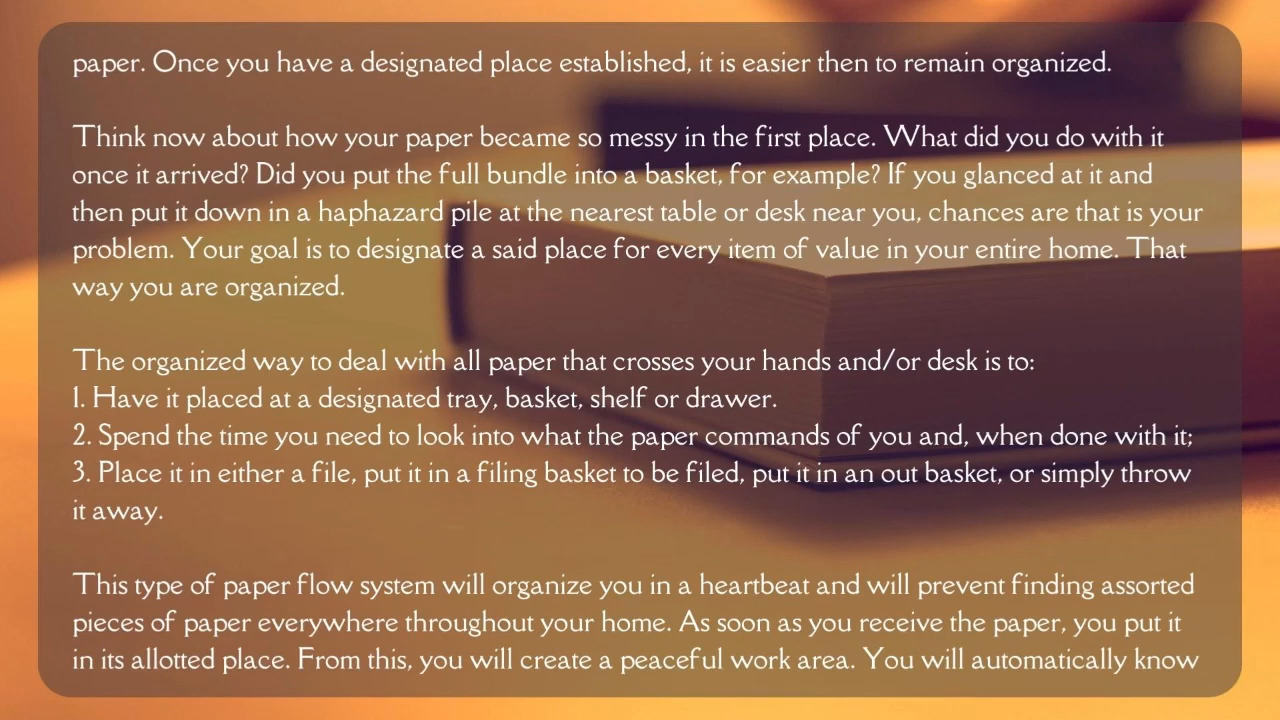 paper. Once you have a designated place established, it is easier then to remain organized.
Think now about how your paper became so messy in the first place. What did you do with it
once it arrived? Did you put the full bundle into a basket, for example? If you glanced at it and
then put it down in a haphazard pile at the nearest table or desk near you, chances are that is your
problem. Your goal is to designate a said place for every item of value in your entire home. That
way you are organized.
The organized way to deal with all paper that crosses your hands and/or desk is to:
1. Have it placed at a designated tray, basket, shelf or drawer.
2. Spend the time you need to look into what the paper commands of you and, when done with it;
3. Place it in either a file, put it in a filing basket to be filed, put it in an out basket, or simply throw
it away.
This type of paper flow system will organize you in a heartbeat and will prevent finding assorted
pieces of paper everywhere throughout your home. As soon as you receive the paper, you put it
in its allotted place. From this, you will create a peaceful work area. You will automatically know